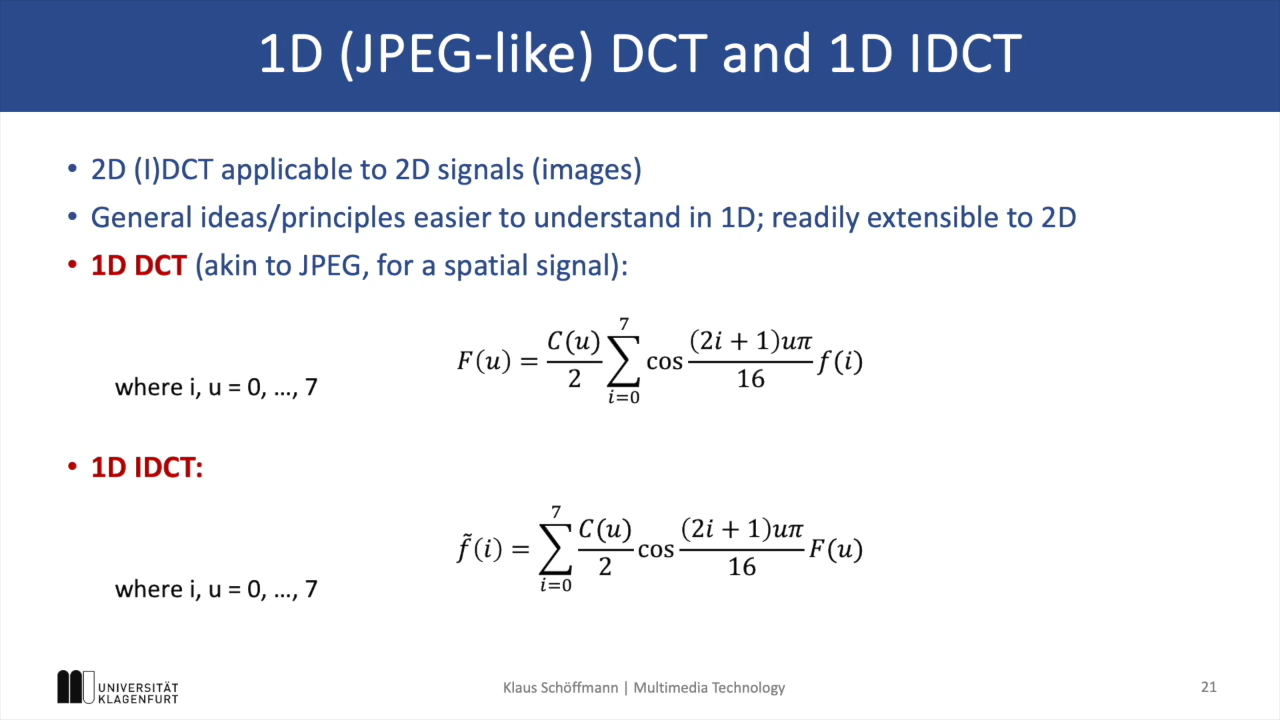 1D (JPEG-like) DCT and 1D IDCT
• 2D (I)DCT applicable to 2D signals (images)
• General ideas/principles easier to understand in 1D; readily extensible to 2D
• 1D DCT (akin to JPEG, for a spatial signal):
F(u) = C(u)/2 ∑_{i=0}^{7} cos (2i + 1)uπ/16 f(i)
where i, u = 0, …, 7
• 1D IDCT:
f̃(i) = ∑_{i=0}^{7} C(u)/2 cos (2i + 1)uπ/16 F(u)
where i, u = 0, …, 7
UNIVERSITÄT
KLAGENFURT
Klaus Schöffmann | Multimedia Technology
21